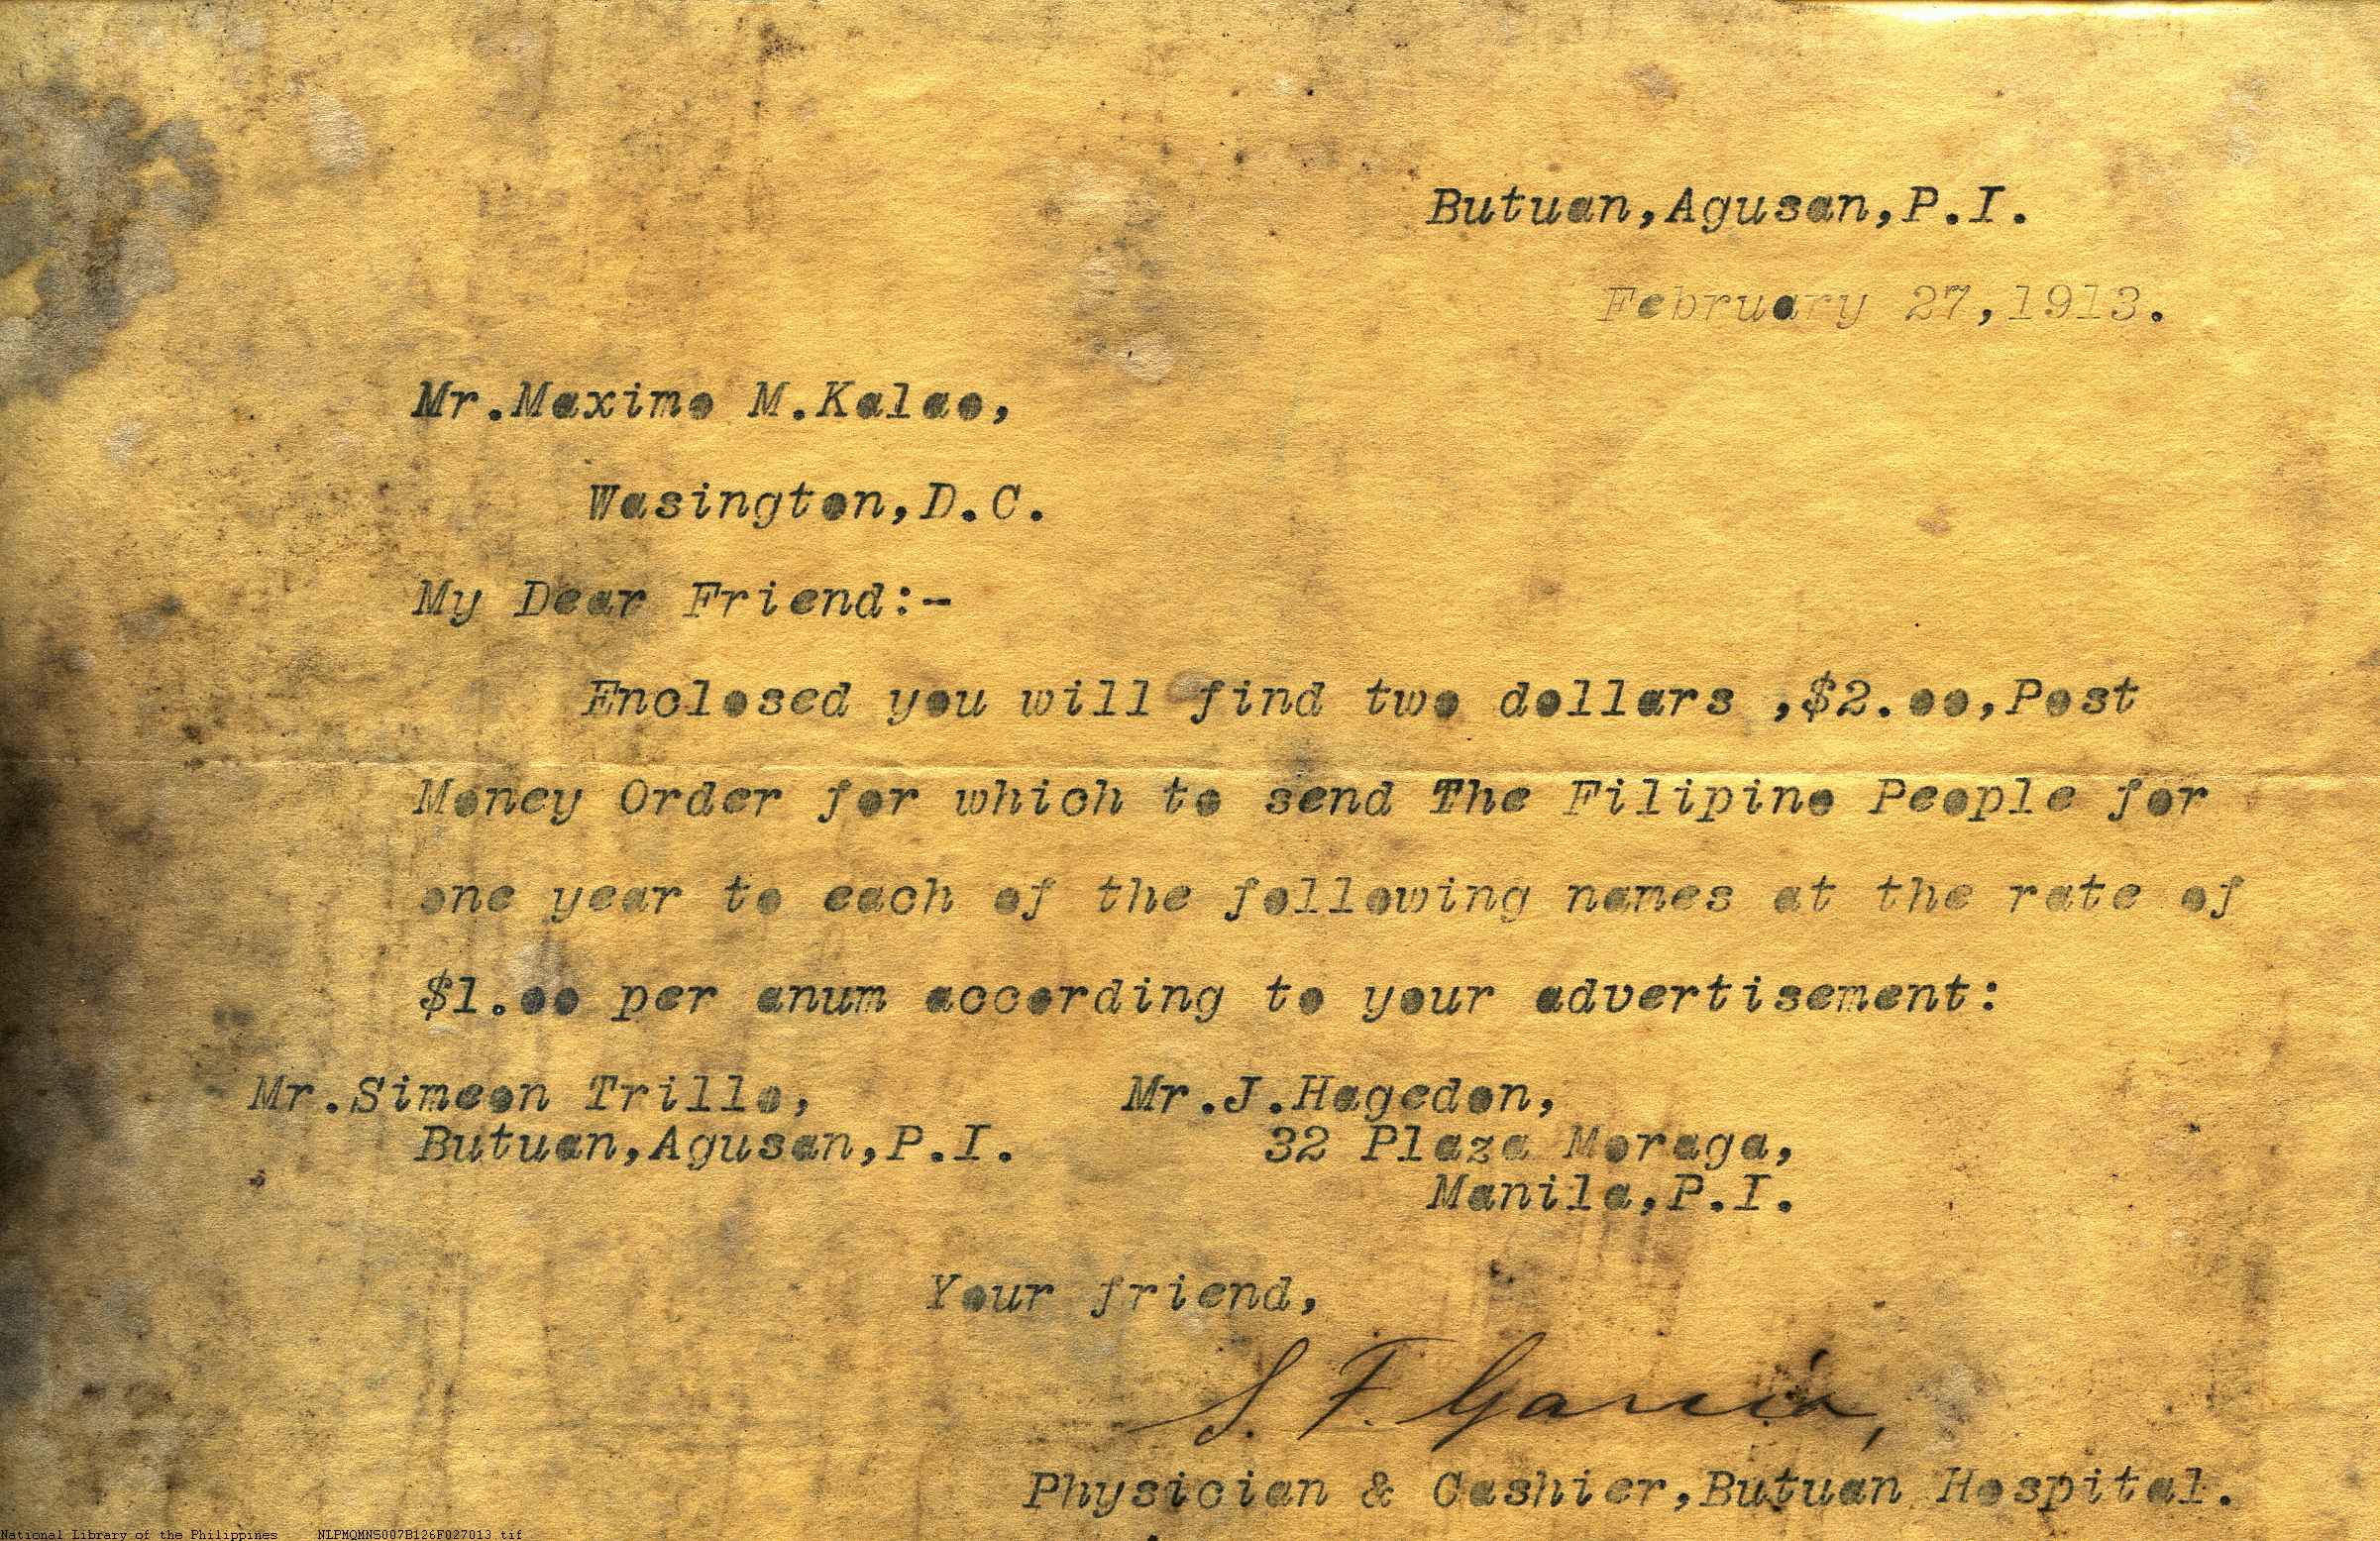 Butuan,Agusan,P.I.
February 27,1913.
Mr.Maximo M.Kalao,
Wasington,D.C.
My Dear Friend:-
Enclosed you will find two dollars ,$2.oo,Post
Money Order for which to send The Filipino People for
one year to each of the following names at the rate of
$1.oo per anum according to your advertisement:
Mr.Simeon Trillo,
Butuan,Agusan,P.I.
Mr.J.Hagedon,
32 Plaza Moraga,
Manila,P.I.
Your friend,
S. F. García,
Physician & Cashier,Butuan Hospital.
National Library of the Philippines NLPMQMNS007B126F027013.tif